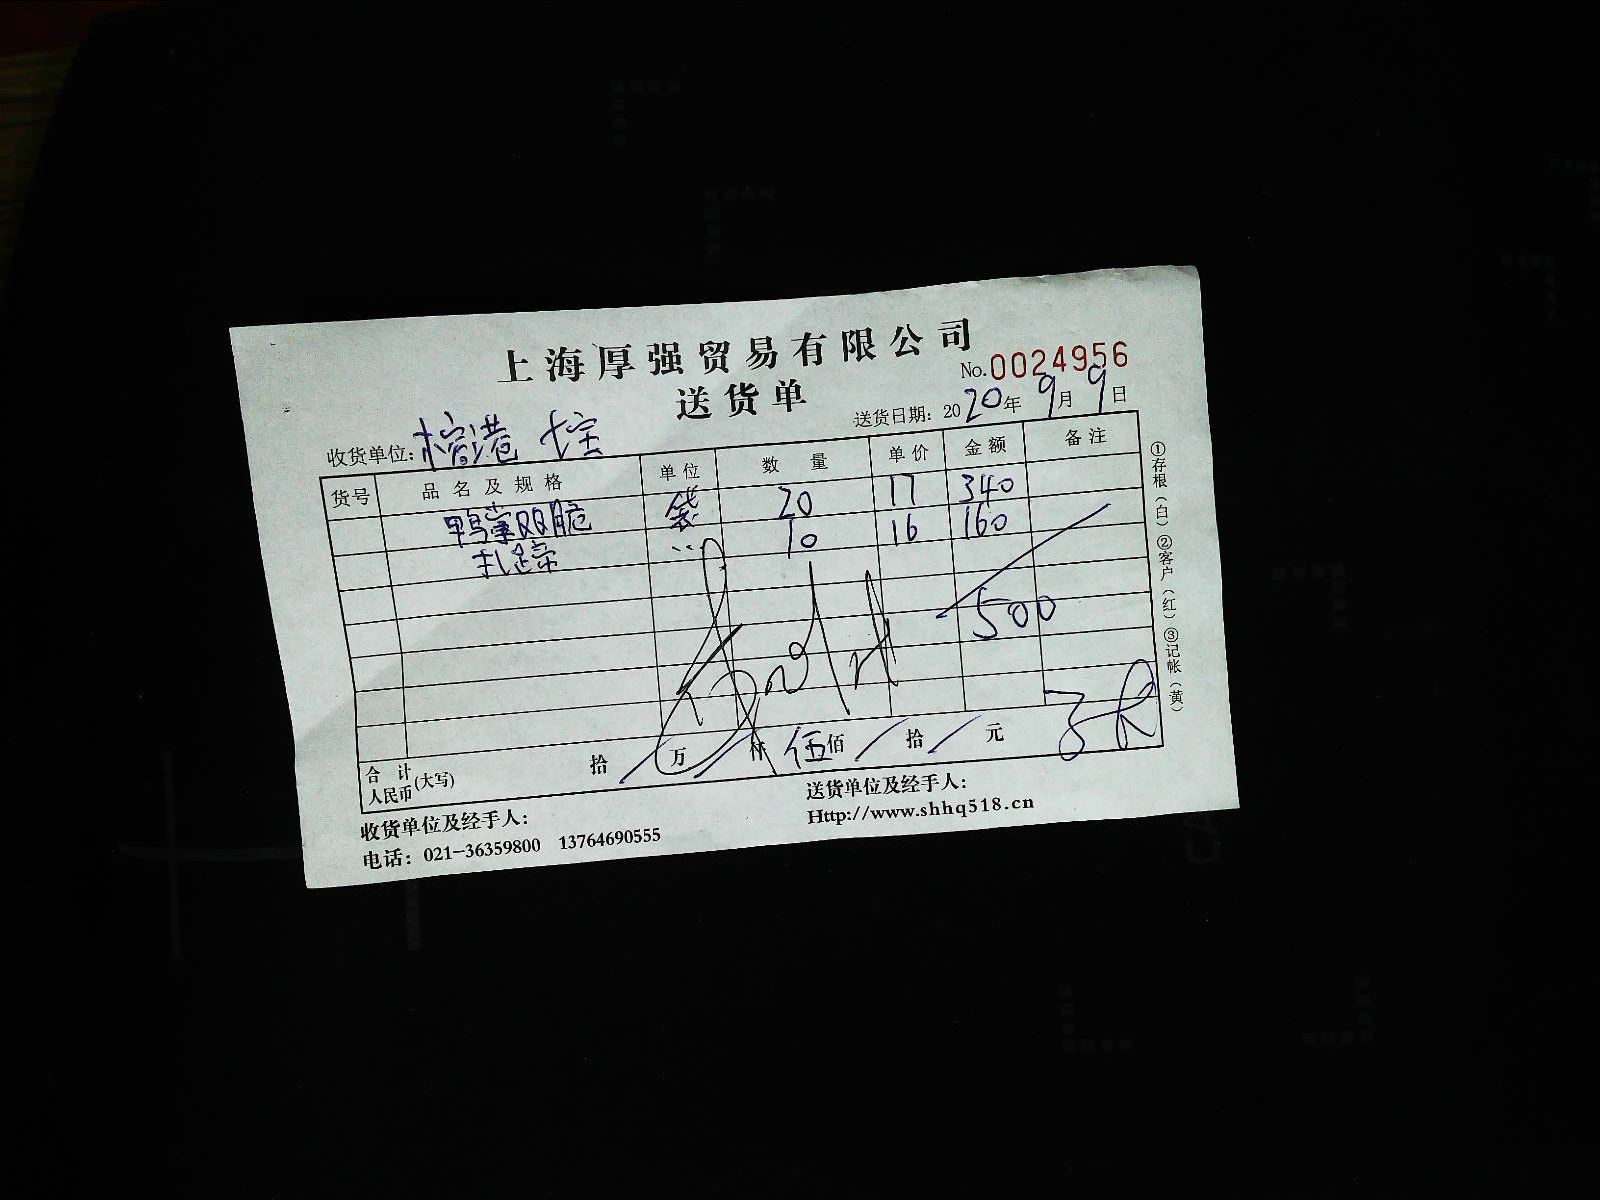 上海厚强贸易有限公司
No.0024956
送货单
送货日期：2020年9月9日
收货单位：榕港
货号 品名及规格 单位 数量 单价 金额 备注
鸭掌双脆 袋 20 17 340
扎蹄 〃 10 16 160
500
合计人民币(大写) 拾 / 万 / 仟 伍 佰 / 拾 / 元
收货单位及经手人： 送货单位及经手人：
电话：021-36359800 13764690555 Http://www.shhq518.cn
①存根(白)②客户(红)③记帐(黄)